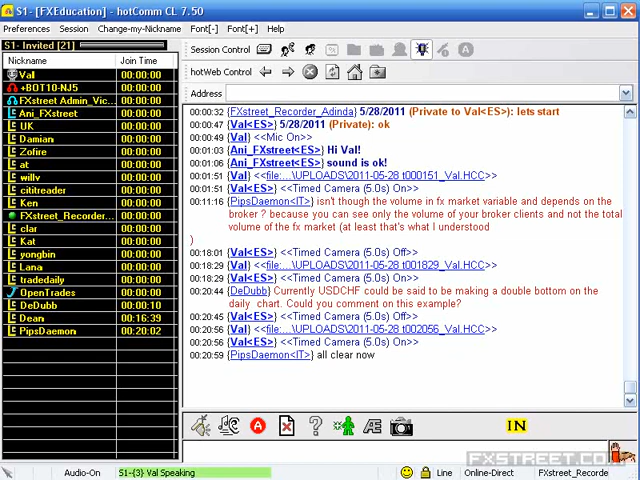 S1- [FXEducation] - hotComm CL 7.50
Preferences Session Change-my-Nickname Font[-] Font[+] Help
S1- Invited [21]
Session Control
Nickname Join Time
Val 00:00:00
+BOT10-NJ5 00:00:00
FXstreet Admin_Vic... 00:00:00
Ani_FXstreet 00:00:00
UK 00:00:00
Damian 00:00:00
Zofire 00:00:00
at 00:00:00
willy 00:00:00
cititreader 00:00:00
Ken 00:00:00
FXstreet_Recorder... 00:00:00
clar 00:00:00
Kat 00:00:00
yongbin 00:00:00
Lana 00:00:00
tradedaily 00:00:00
OpenTrades 00:00:00
DeDubb 00:00:10
Dean 00:16:39
PipsDaemon 00:20:02
hotWeb Control
Address
00:00:32 {FXstreet_Recorder_Adinda} 5/28/2011 (Private to Val<ES>): lets start
00:00:47 {Val<ES>} 5/28/2011 (Private): ok
00:00:49 {Val} <<Mic On>>
00:01:03 {Ani_FXstreet<ES>} Hi Val!
00:01:06 {Ani_FXstreet<ES>} sound is ok!
00:01:51 {Val} <<file:...\UPLOADS\2011-05-28 t000151_Val.HCC>>
00:01:51 {Val<ES>} <<Timed Camera (5.0s) On>>
00:11:16 {PipsDaemon<IT>} isn't though the volume in fx market variable and depends on the
broker ? because you can see only the volume of your broker clients and not the total
volume of the fx market (at least that's what I understood
)
00:18:01 {Val<ES>} <<Timed Camera (5.0s) Off>>
00:18:29 {Val} <<file:...\UPLOADS\2011-05-28 t001829_Val.HCC>>
00:18:29 {Val<ES>} <<Timed Camera (5.0s) On>>
00:20:44 {DeDubb} Currently USDCHF could be said to be making a double bottom on the
daily chart. Could you comment on this example?
00:20:45 {Val<ES>} <<Timed Camera (5.0s) Off>>
00:20:56 {Val} <<file:...\UPLOADS\2011-05-28 t002056_Val.HCC>>
00:20:56 {Val<ES>} <<Timed Camera (5.0s) On>>
00:20:59 {PipsDaemon<IT>} all clear now
IN
FXSTREET.COM
Audio-On S1-{3} Val Speaking Line Online-Direct FXstreet_Recorde